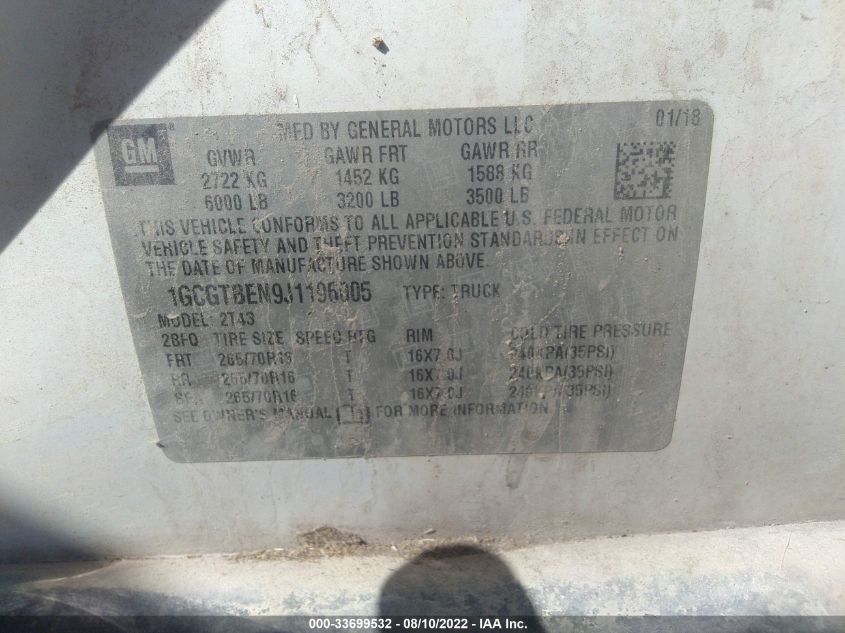 GM ® MFD BY GENERAL MOTORS LLC 01/18
GVWR GAWR FRT GAWR RR
2722 KG 1452 KG 1588 KG
6000 LB 3200 LB 3500 LB
THIS VEHICLE CONFORMS TO ALL APPLICABLE U.S. FEDERAL MOTOR
VEHICLE SAFETY AND THEFT PREVENTION STANDARDS IN EFFECT ON
THE DATE OF MANUFACTURE SHOWN ABOVE.
TYPE: TRUCK
MODEL: 2T43
2BFQ TIRE SIZE SPEED RTG RIM COLD TIRE PRESSURE
FRT 265/70R16 T 16X7.0J 240KPA(35PSI)
RR 265/70R16 T 16X7.0J 240KPA(35PSI)
SPA 265/70R16 T 16X7.0J 240KPA(35PSI)
SEE OWNER'S MANUAL FOR MORE INFORMATION.
000-33699532 - 08/10/2022 - IAA Inc.